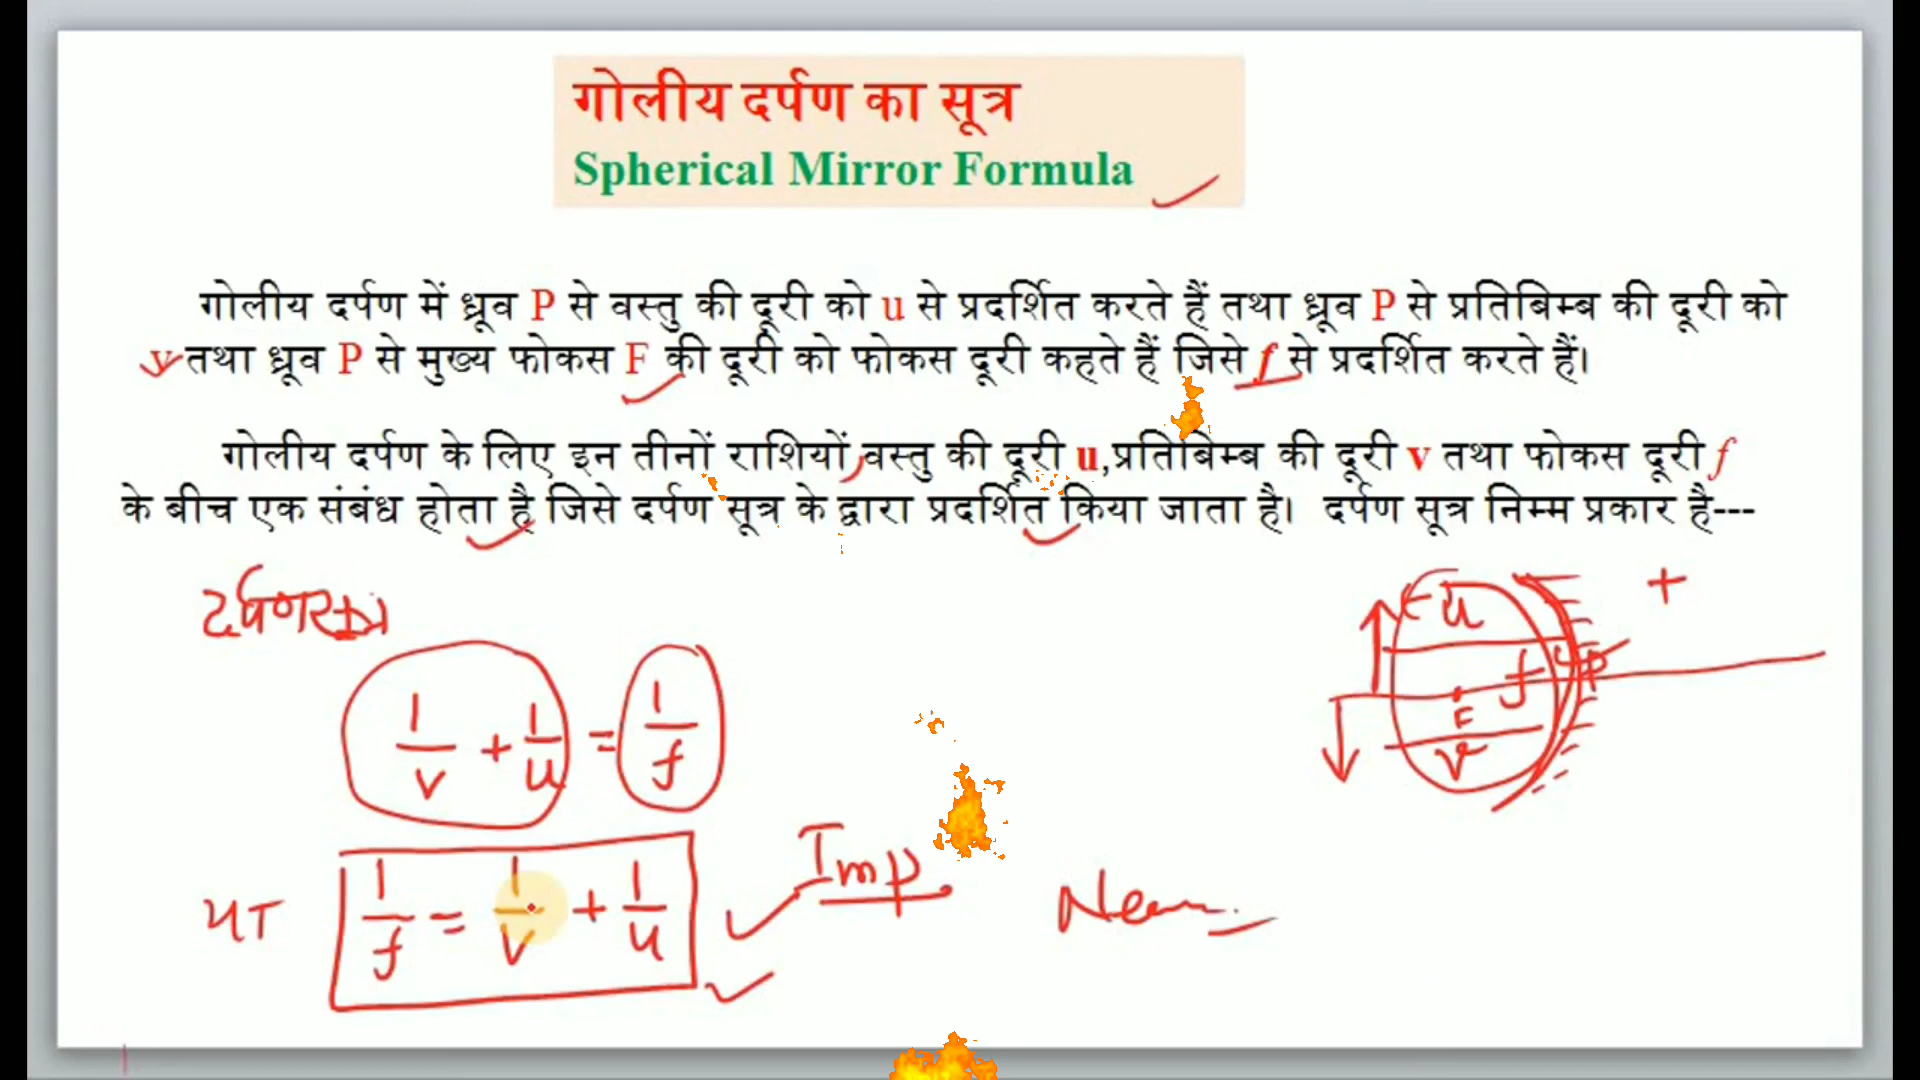 गोलीय दर्पण का सूत्र
Spherical Mirror Formula
गोलीय दर्पण में ध्रूव P से वस्तु की दूरी को u से प्रदर्शित करते हैं तथा ध्रूव P से प्रतिबिम्ब की दूरी को
v तथा ध्रूव P से मुख्य फोकस F की दूरी को फोकस दूरी कहते हैं जिसे f से प्रदर्शित करते हैं।
गोलीय दर्पण के लिए इन तीनों राशियों,वस्तु की दूरी u,प्रतिबिम्ब की दूरी v तथा फोकस दूरी f
के बीच एक संबंध होता है जिसे दर्पण सूत्र के द्वारा प्रदर्शित किया जाता है। दर्पण सूत्र निम्म प्रकार है---
दर्पण सूत्र
1/v + 1/u = 1/f
या 1/f = 1/v + 1/u
Imp
+
u
f P
F
v